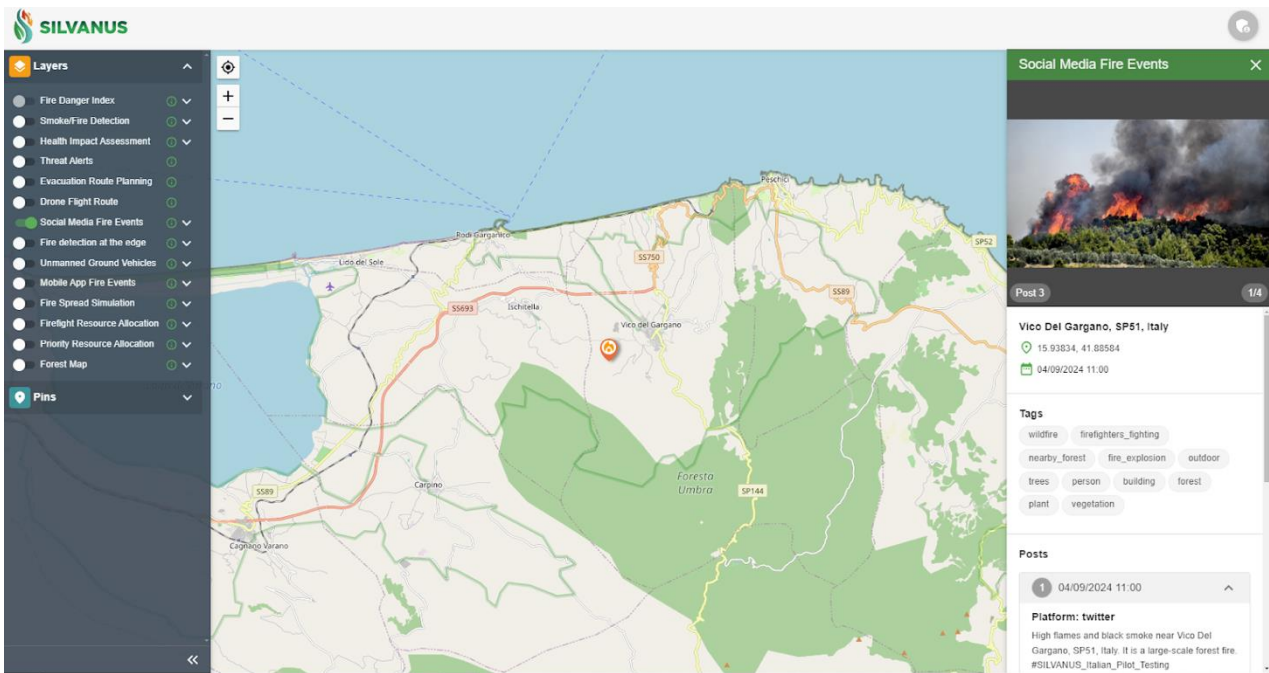 SILVANUS
Layers
Fire Danger Index
Smoke/Fire Detection
Health Impact Assessment
Threat Alerts
Evacuation Route Planning
Drone Flight Route
Social Media Fire Events
Fire detection at the edge
Unmanned Ground Vehicles
Mobile App Fire Events
Fire Spread Simulation
Firefight Resource Allocation
Priority Resource Allocation
Forest Map
Pins
Peschici
Rodi Garganico
SP52
Lido del Sole
SS750
SS89
SS693
Ischitella
Vico del Gargano
Foresta
Umbra
SP144
Carpino
SS89
Cagnano Varano
Social Media Fire Events
Post 3
1/4
Vico Del Gargano, SP51, Italy
15.93834, 41.88584
04/09/2024 11:00
Tags
wildfire firefighters_fighting
nearby_forest fire_explosion outdoor
trees person building forest
plant vegetation
Posts
1 04/09/2024 11:00
Platform: twitter
High flames and black smoke near Vico Del
Gargano, SP51, Italy. It is a large-scale forest fire.
#SILVANUS_Italian_Pilot_Testing